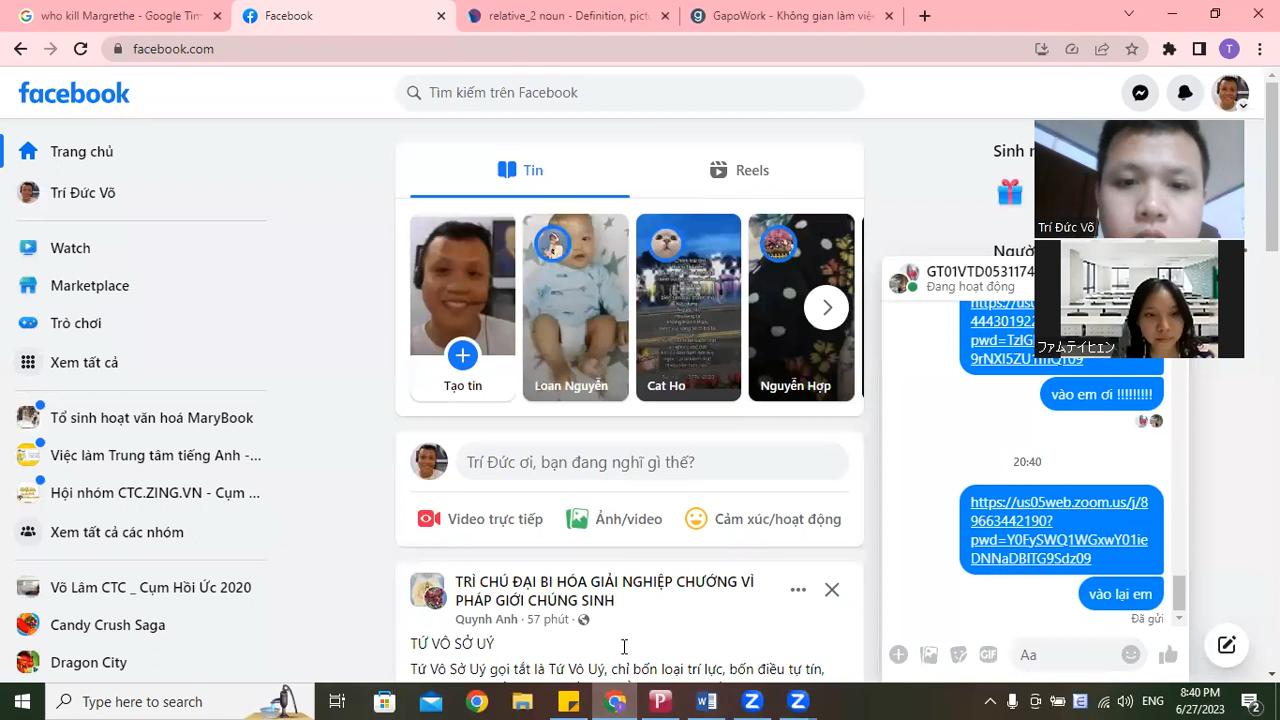 who kill Margrethe - Google Tìm
Facebook
relative_2 noun - Definition, pictu
GapoWork - Không gian làm việc
facebook.com
T
facebook
Tìm kiếm trên Facebook
Trang chủ
Trí Đức Võ
Watch
Marketplace
Trò chơi
Xem tất cả
Tổ sinh hoạt văn hoá MaryBook
Việc làm Trung tâm tiếng Anh -...
Hội nhóm CTC.ZING.VN - Cụm ...
Xem tất cả các nhóm
Võ Lâm CTC _ Cụm Hồi Ức 2020
Candy Crush Saga
Dragon City
Tin
Reels
Tạo tin
Loan Nguyễn
Cat Ho
Nguyễn Hợp
Trí Đức ơi, bạn đang nghĩ gì thế?
Video trực tiếp
Ảnh/video
Cảm xúc/hoạt động
TRÌ CHÚ ĐẠI BI HÓA GIẢI NGHIỆP CHƯỚNG VÌ
PHÁP GIỚI CHÚNG SINH
Quynh Anh · 57 phút ·
TỨ VÔ SỞ UÝ
Tứ Vô Sở Uý gọi tắt là Tứ Vô Uý, chỉ bốn loại trí lực, bốn điều tự tín,
Sinh n
Trí Đức Võ
Người
ファムテイヒェン
GT01VTD0531174
Đang hoạt động
444301922
vào em ơi !!!!!!!!!
20:40
https://us05web.zoom.us/j/8
9663442190?
pwd=Y0FySWQ1WGxwY01ie
DNNaDBlTG9Sdz09
vào lại em
Đã gửi
GIF
Aa
Type here to search
ENG
8:40 PM
6/27/2023
2